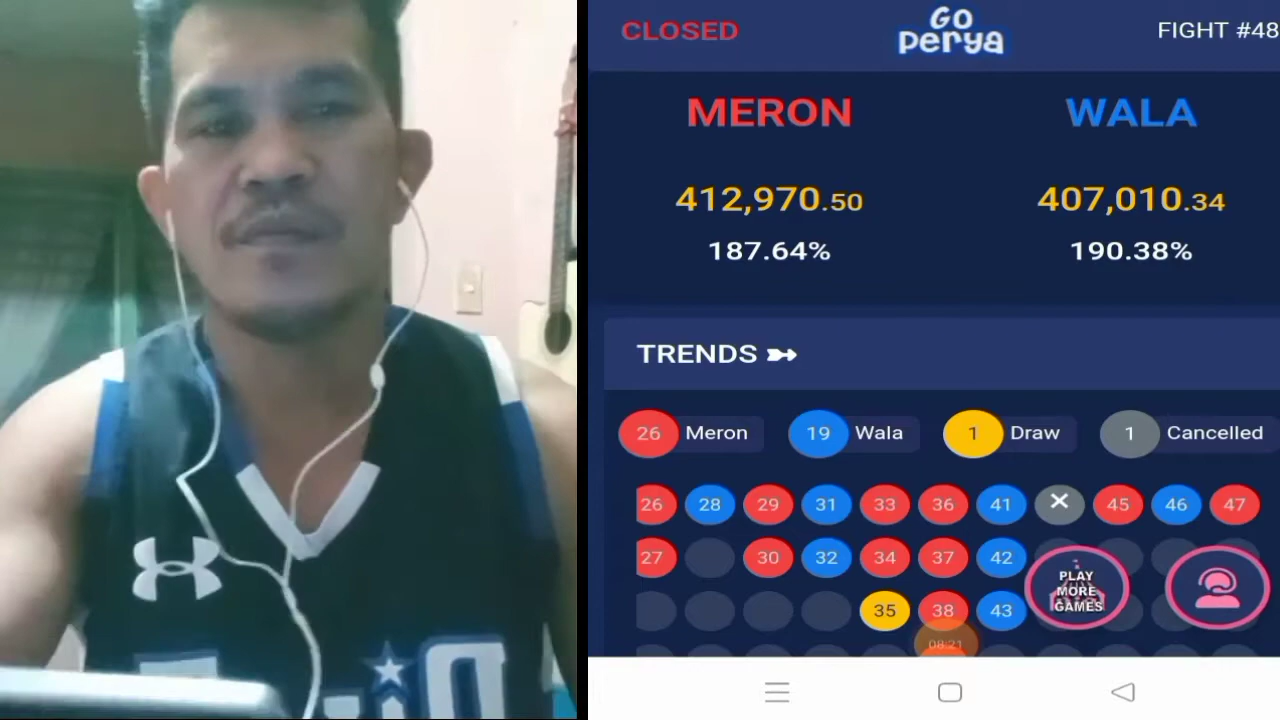 CLOSED
GO
perya
FIGHT #48
MERON
WALA
412,970.50
407,010.34
187.64%
190.38%
TRENDS
26 Meron
19 Wala
1 Draw
1 Cancelled
26 28 29 31 33 36 41 45 46 47
27 30 32 34 37 42
35 38 43
PLAY
MORE
GAMES
08:21